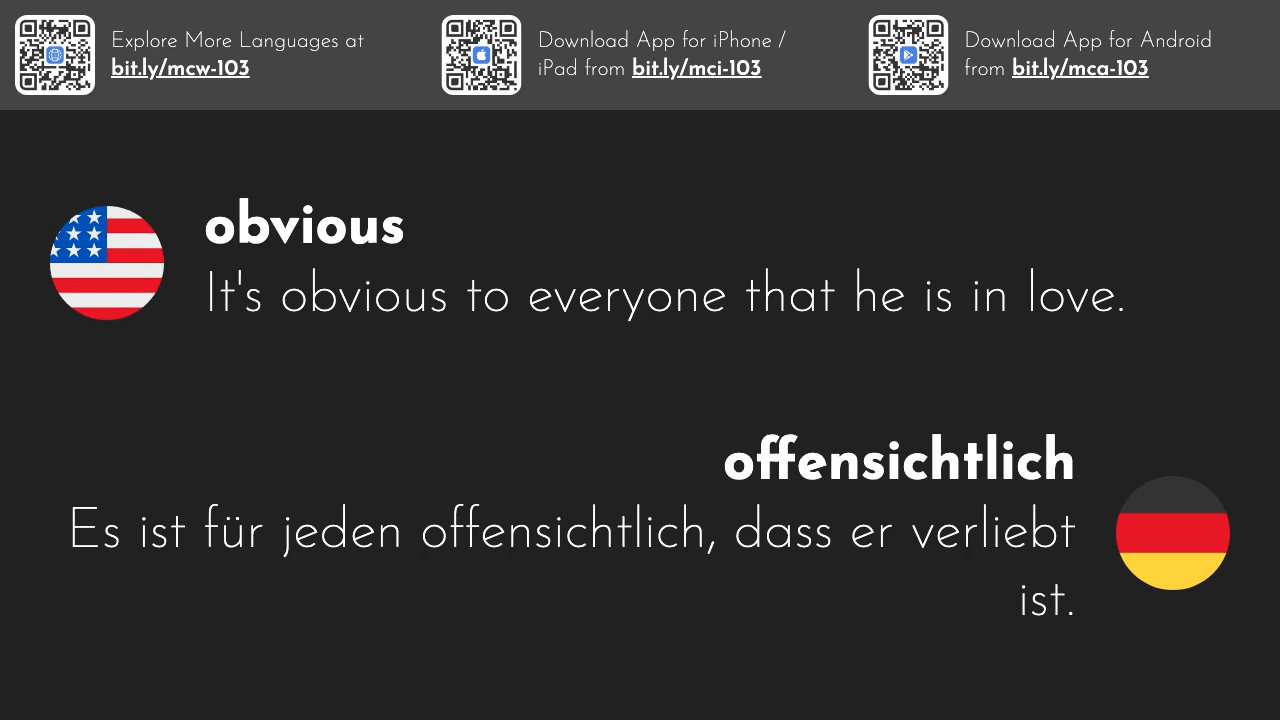 Explore More Languages at
bit.ly/mcw-103
Download App for iPhone /
iPad from bit.ly/mci-103
Download App for Android
from bit.ly/mca-103
obvious
It's obvious to everyone that he is in love.
offensichtlich
Es ist für jeden offensichtlich, dass er verliebt
ist.